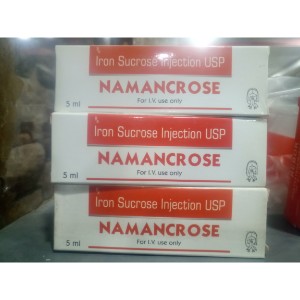 Iron Sucrose Injection USP
NAMANCROSE
5 ml
For I.V. use only
Iron Sucrose Injection USP
NAMANCROSE
5 ml
For I.V. use only
Iron Sucrose Injection USP
NAMANCROSE
5 ml
For I.V. use only